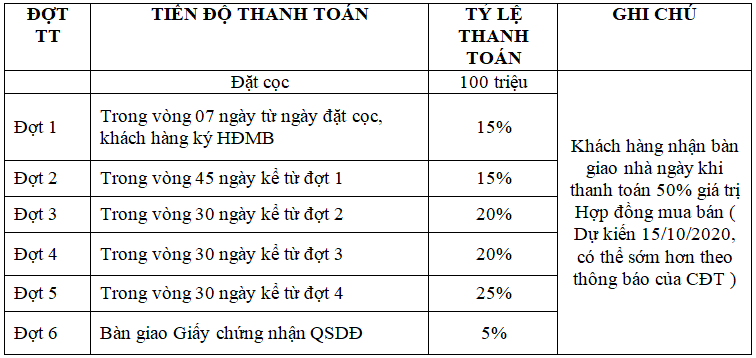 ĐỢT
TT
TIẾN ĐỘ THANH TOÁN
TỶ LỆ
THANH
TOÁN
GHI CHÚ
Đặt cọc
100 triệu
Đợt 1
Trong vòng 07 ngày từ ngày đặt cọc,
khách hàng ký HĐMB
15%
Đợt 2
Trong vòng 45 ngày kể từ đợt 1
15%
Đợt 3
Trong vòng 30 ngày kể từ đợt 2
20%
Đợt 4
Trong vòng 30 ngày kể từ đợt 3
20%
Đợt 5
Trong vòng 30 ngày kể từ đợt 4
25%
Đợt 6
Bàn giao Giấy chứng nhận QSDĐ
5%
Khách hàng nhận bàn
giao nhà ngày khi
thanh toán 50% giá trị
Hợp đồng mua bán (
Dự kiến 15/10/2020,
có thể sớm hơn theo
thông báo của CĐT )